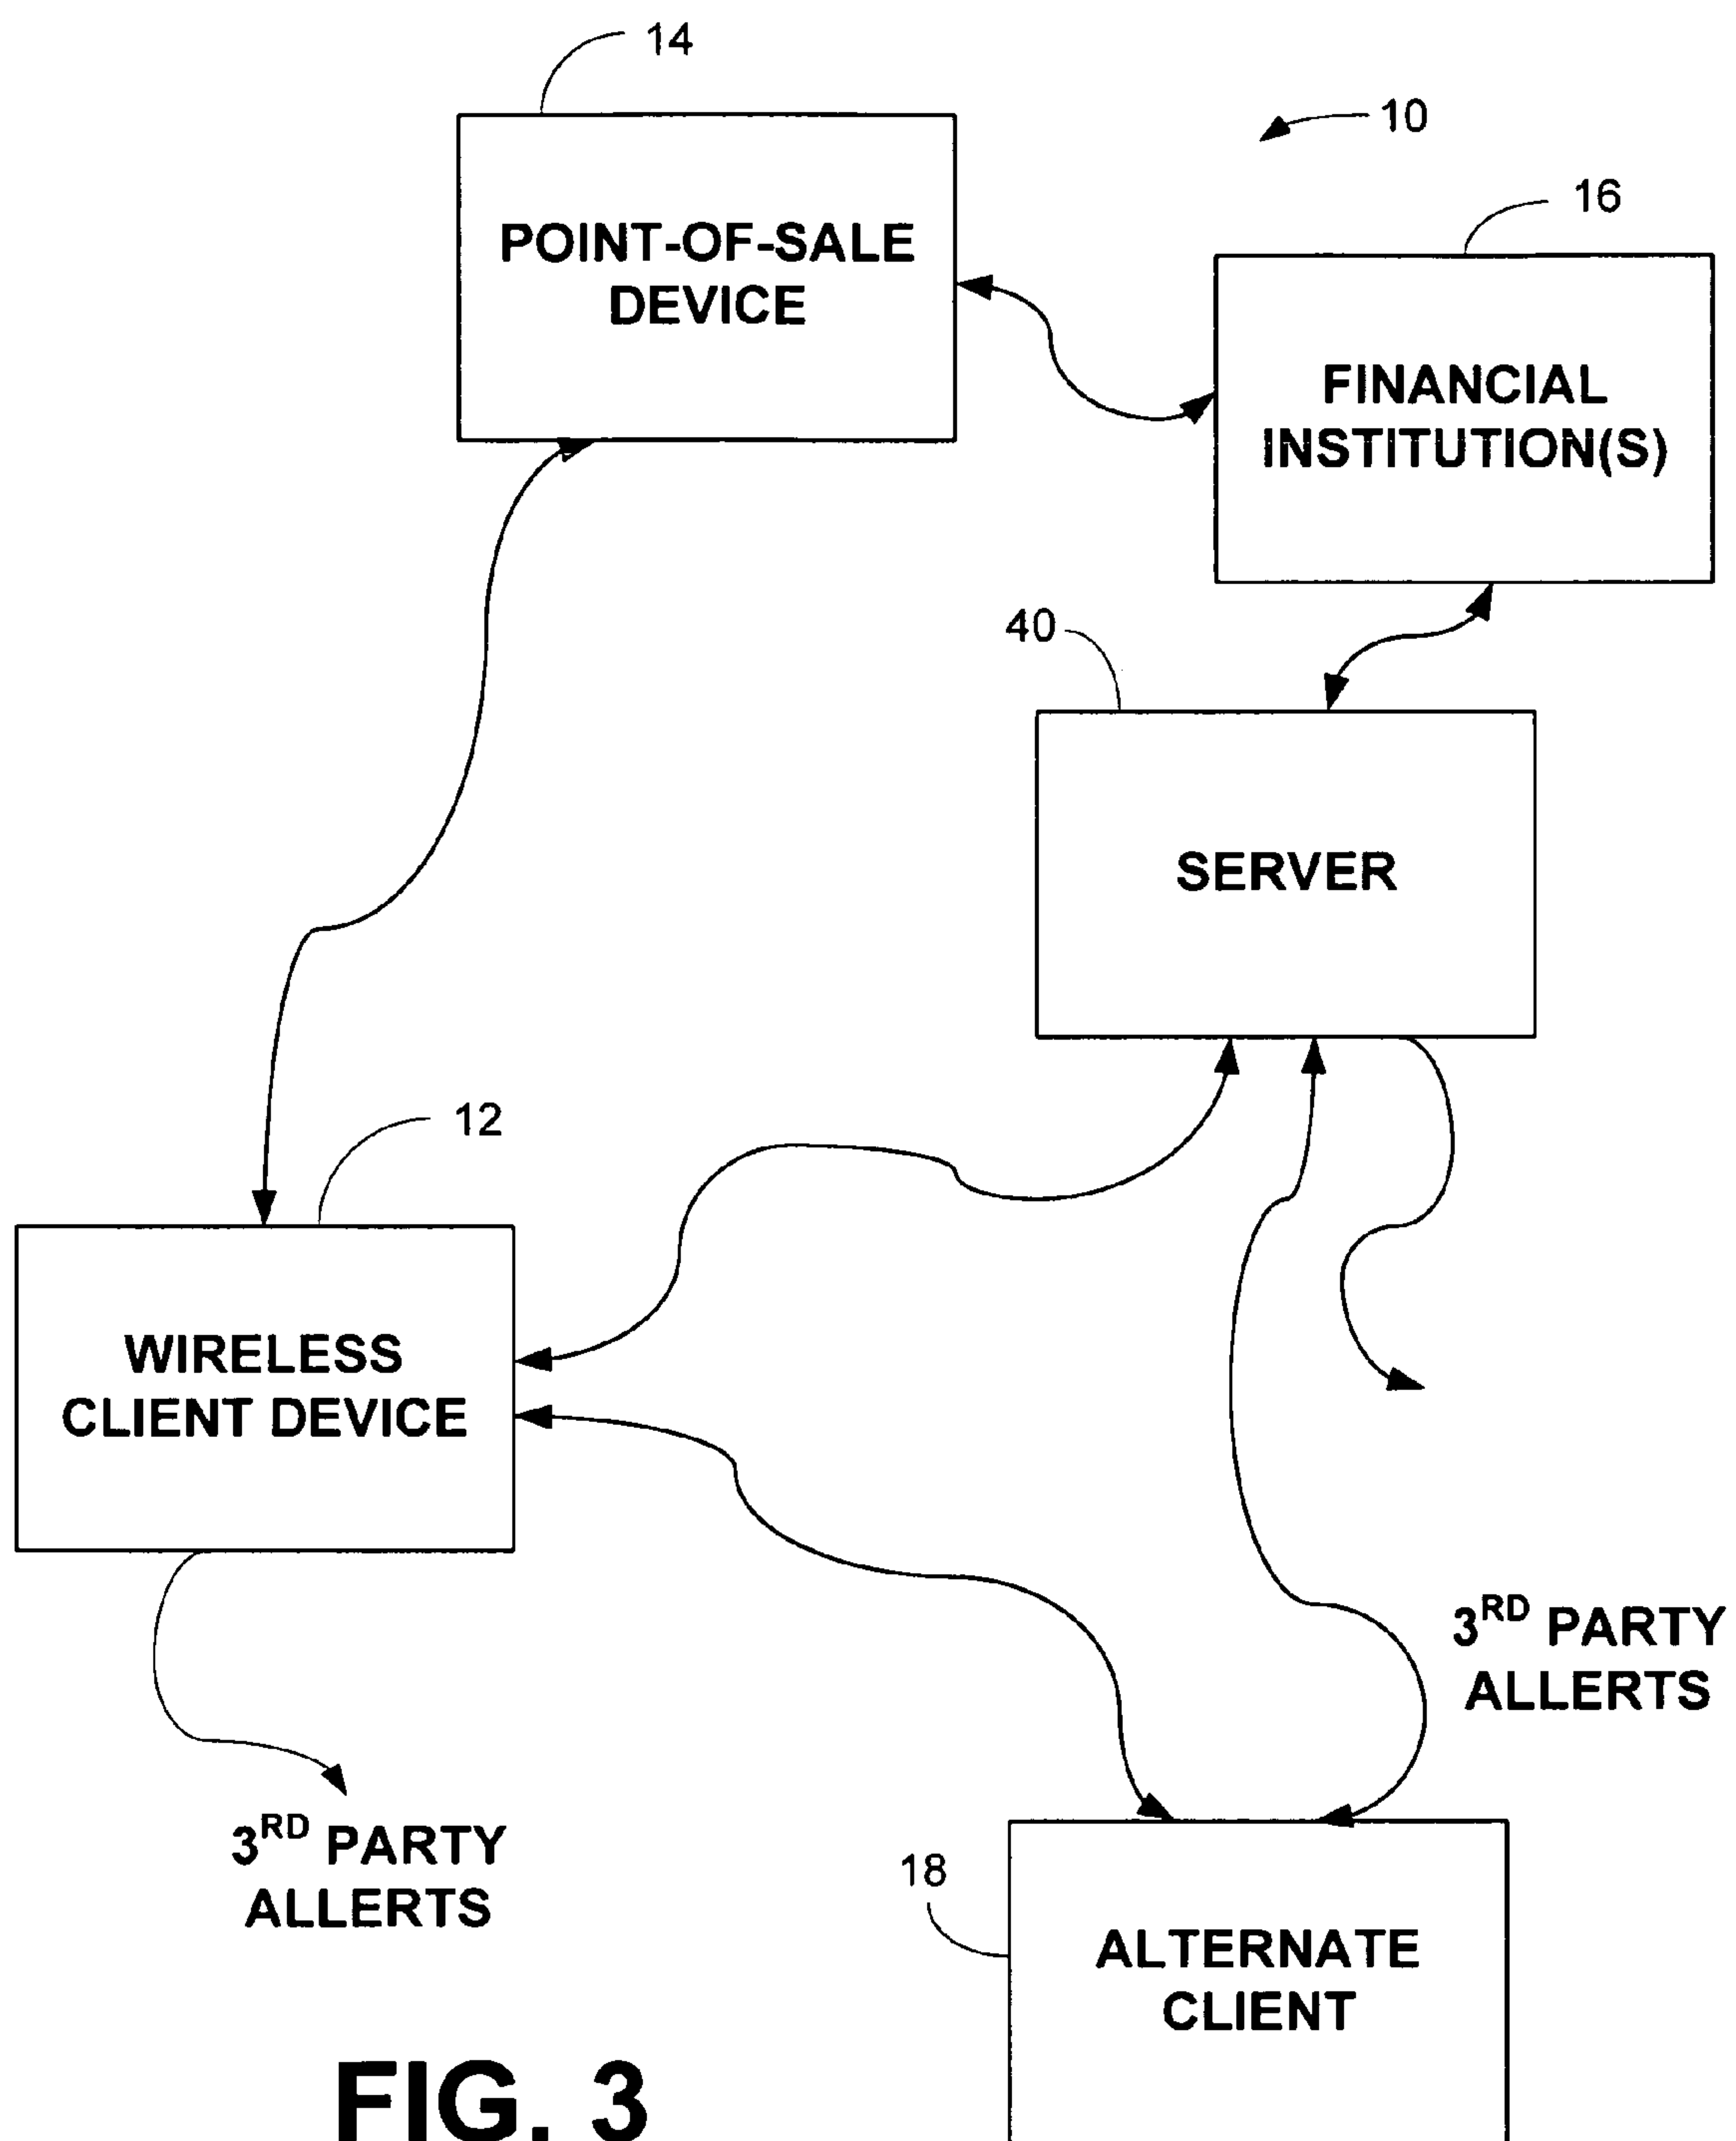 14
10
16
POINT-OF-SALE
DEVICE
FINANCIAL
INSTITUTION(S)
40
SERVER
12
WIRELESS
CLIENT DEVICE
3RD PARTY
ALLERTS
3RD PARTY
ALLERTS
18
ALTERNATE
CLIENT
FIG. 3